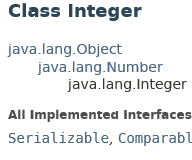 Class Integer
java.lang.Object
java.lang.Number
java.lang.Integer
All Implemented Interfaces
Serializable, Comparabl